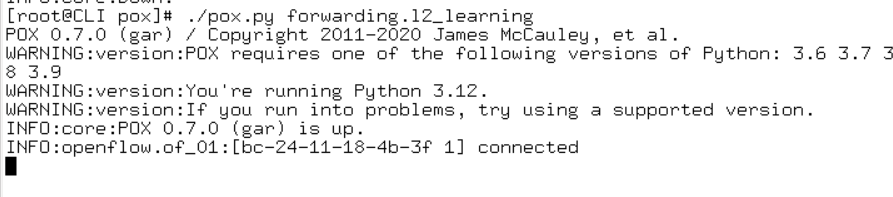 INFO:core:Down.
[root@CLI pox]# ./pox.py forwarding.l2_learning
POX 0.7.0 (gar) / Copyright 2011-2020 James McCauley, et al.
WARNING:version:POX requires one of the following versions of Python: 3.6 3.7 3
8 3.9
WARNING:version:You're running Python 3.12.
WARNING:version:If you run into problems, try using a supported version.
INFO:core:POX 0.7.0 (gar) is up.
INFO:openflow.of_01:[bc-24-11-18-4b-3f 1] connected